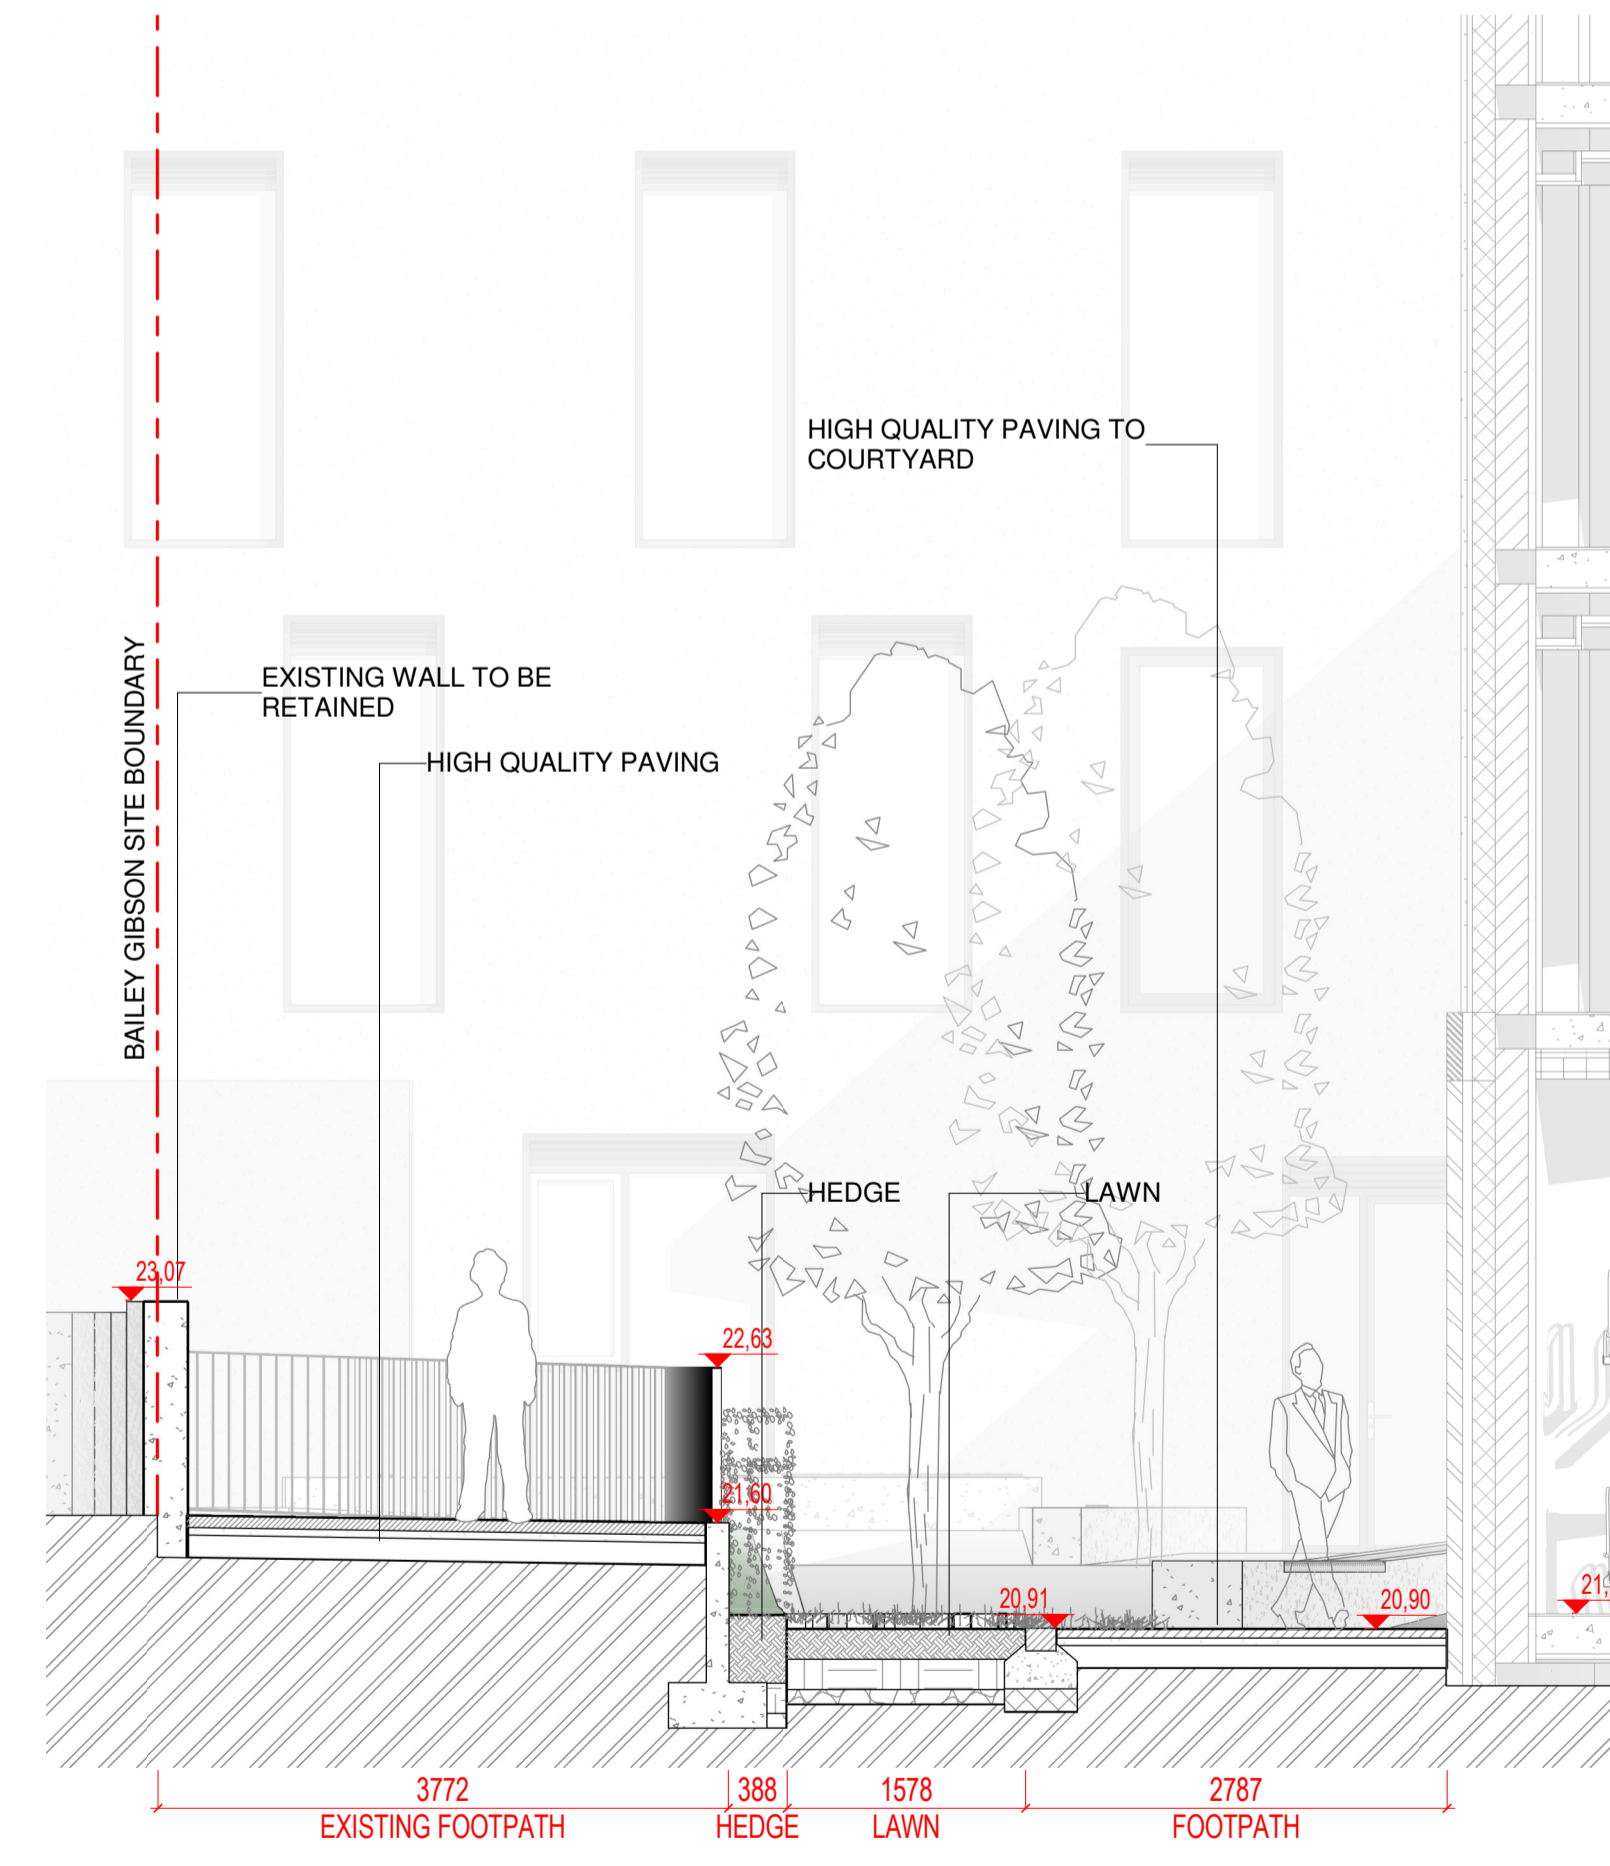 HIGH QUALITY PAVING TO
COURTYARD
BAILEY GIBSON SITE BOUNDARY
EXISTING WALL TO BE
RETAINED
HIGH QUALITY PAVING
HEDGE
LAWN
23,07
22,63
21,60
20,91
20,90
21,
3772
388
1578
2787
EXISTING FOOTPATH
HEDGE
LAWN
FOOTPATH